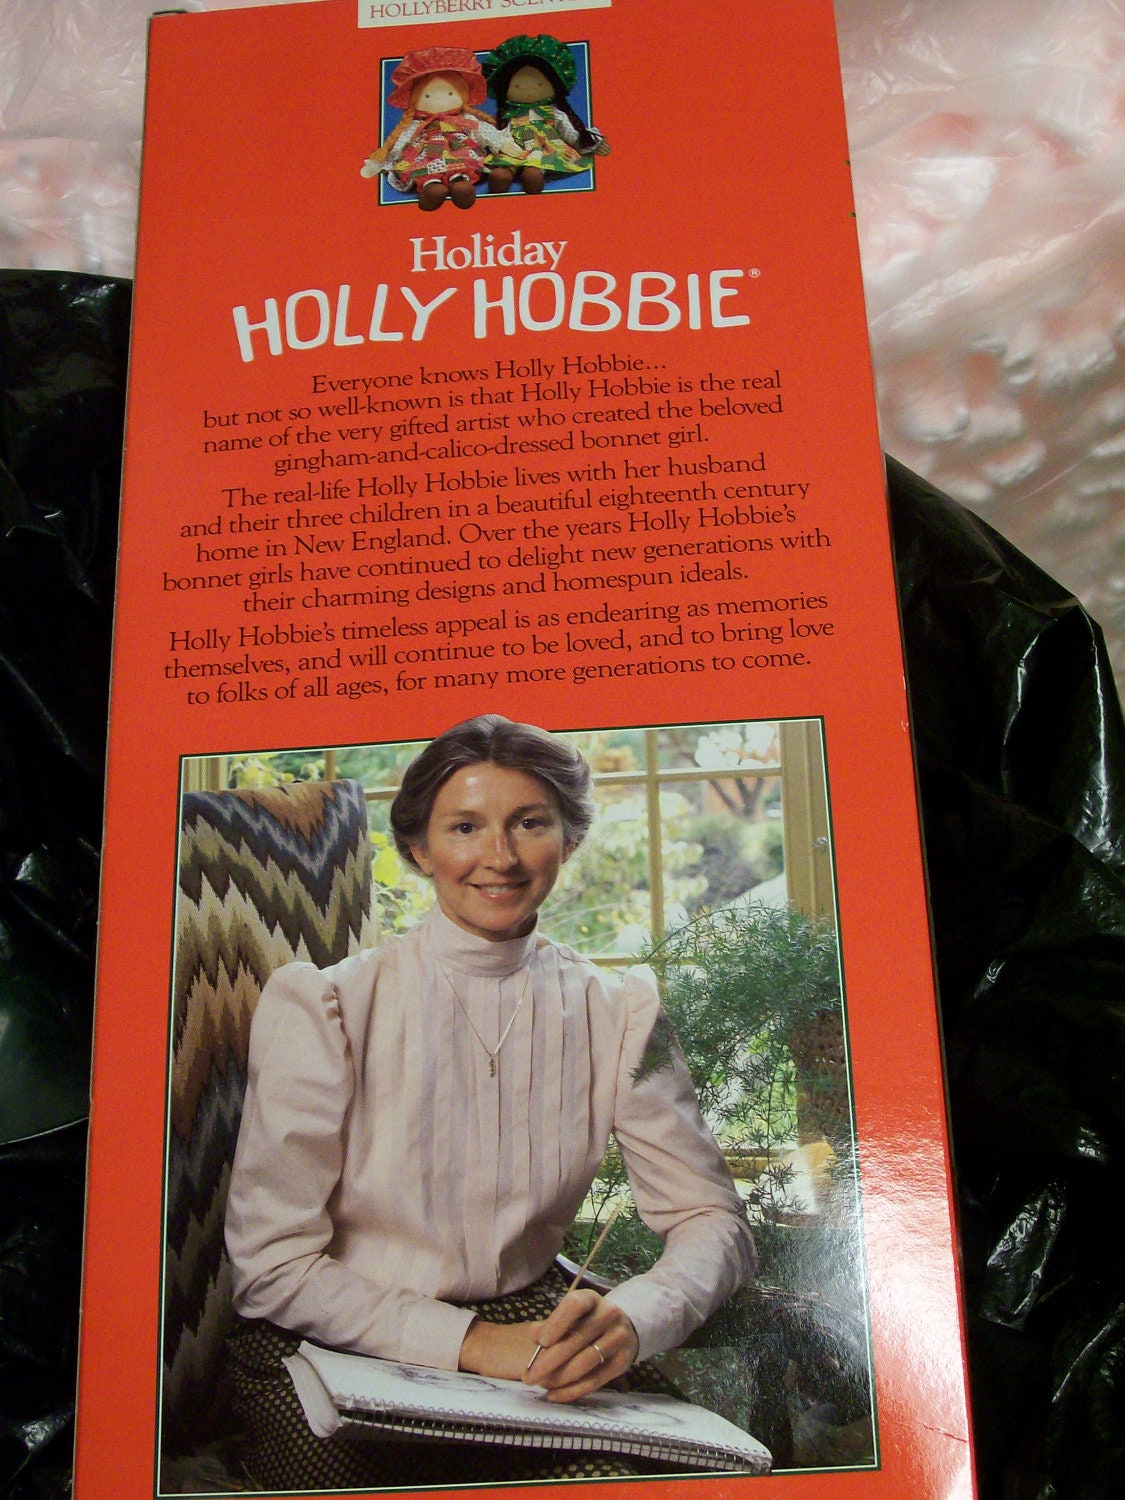 HOLLYBERRY
Holiday
HOLLY HOBBIE®
Everyone knows Holly Hobbie...
but not so well-known is that Holly Hobbie is the real
name of the very gifted artist who created the beloved
gingham-and-calico-dressed bonnet girl.
The real-life Holly Hobbie lives with her husband
and their three children in a beautiful eighteenth century
home in New England. Over the years Holly Hobbie's
bonnet girls have continued to delight new generations with
their charming designs and homespun ideals.
Holly Hobbie's timeless appeal is as endearing as memories
themselves, and will continue to be loved, and to bring love
to folks of all ages, for many more generations to come.